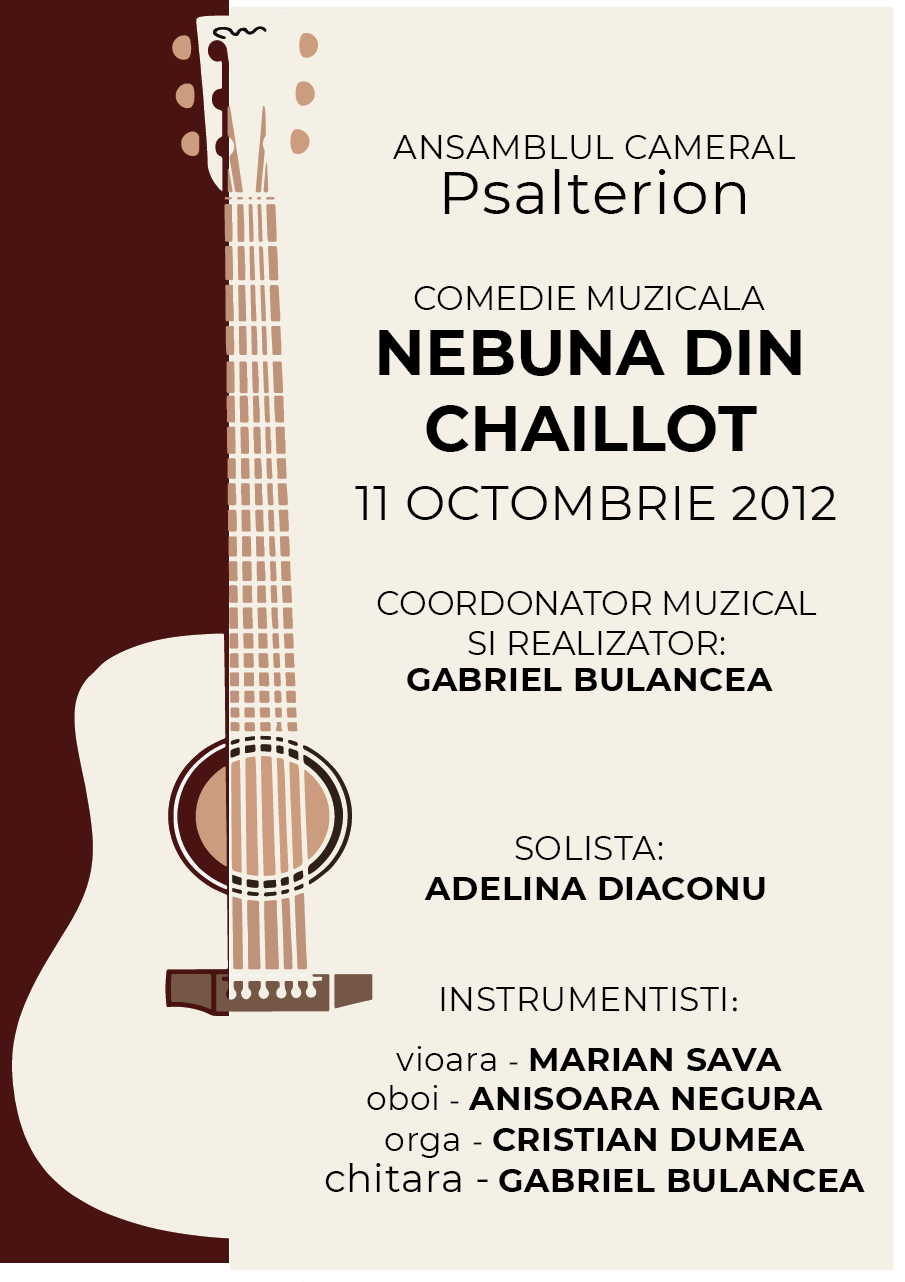 ANSAMBLUL CAMERAL
Psalterion
COMEDIE MUZICALA
NEBUNA DIN
CHAILLOT
11 OCTOMBRIE 2012
COORDONATOR MUZICAL
SI REALIZATOR:
GABRIEL BULANCEA
SOLISTA:
ADELINA DIACONU
INSTRUMENTISTI:
vioara - MARIAN SAVA
oboi - ANISOARA NEGURA
orga - CRISTIAN DUMEA
chitara - GABRIEL BULANCEA